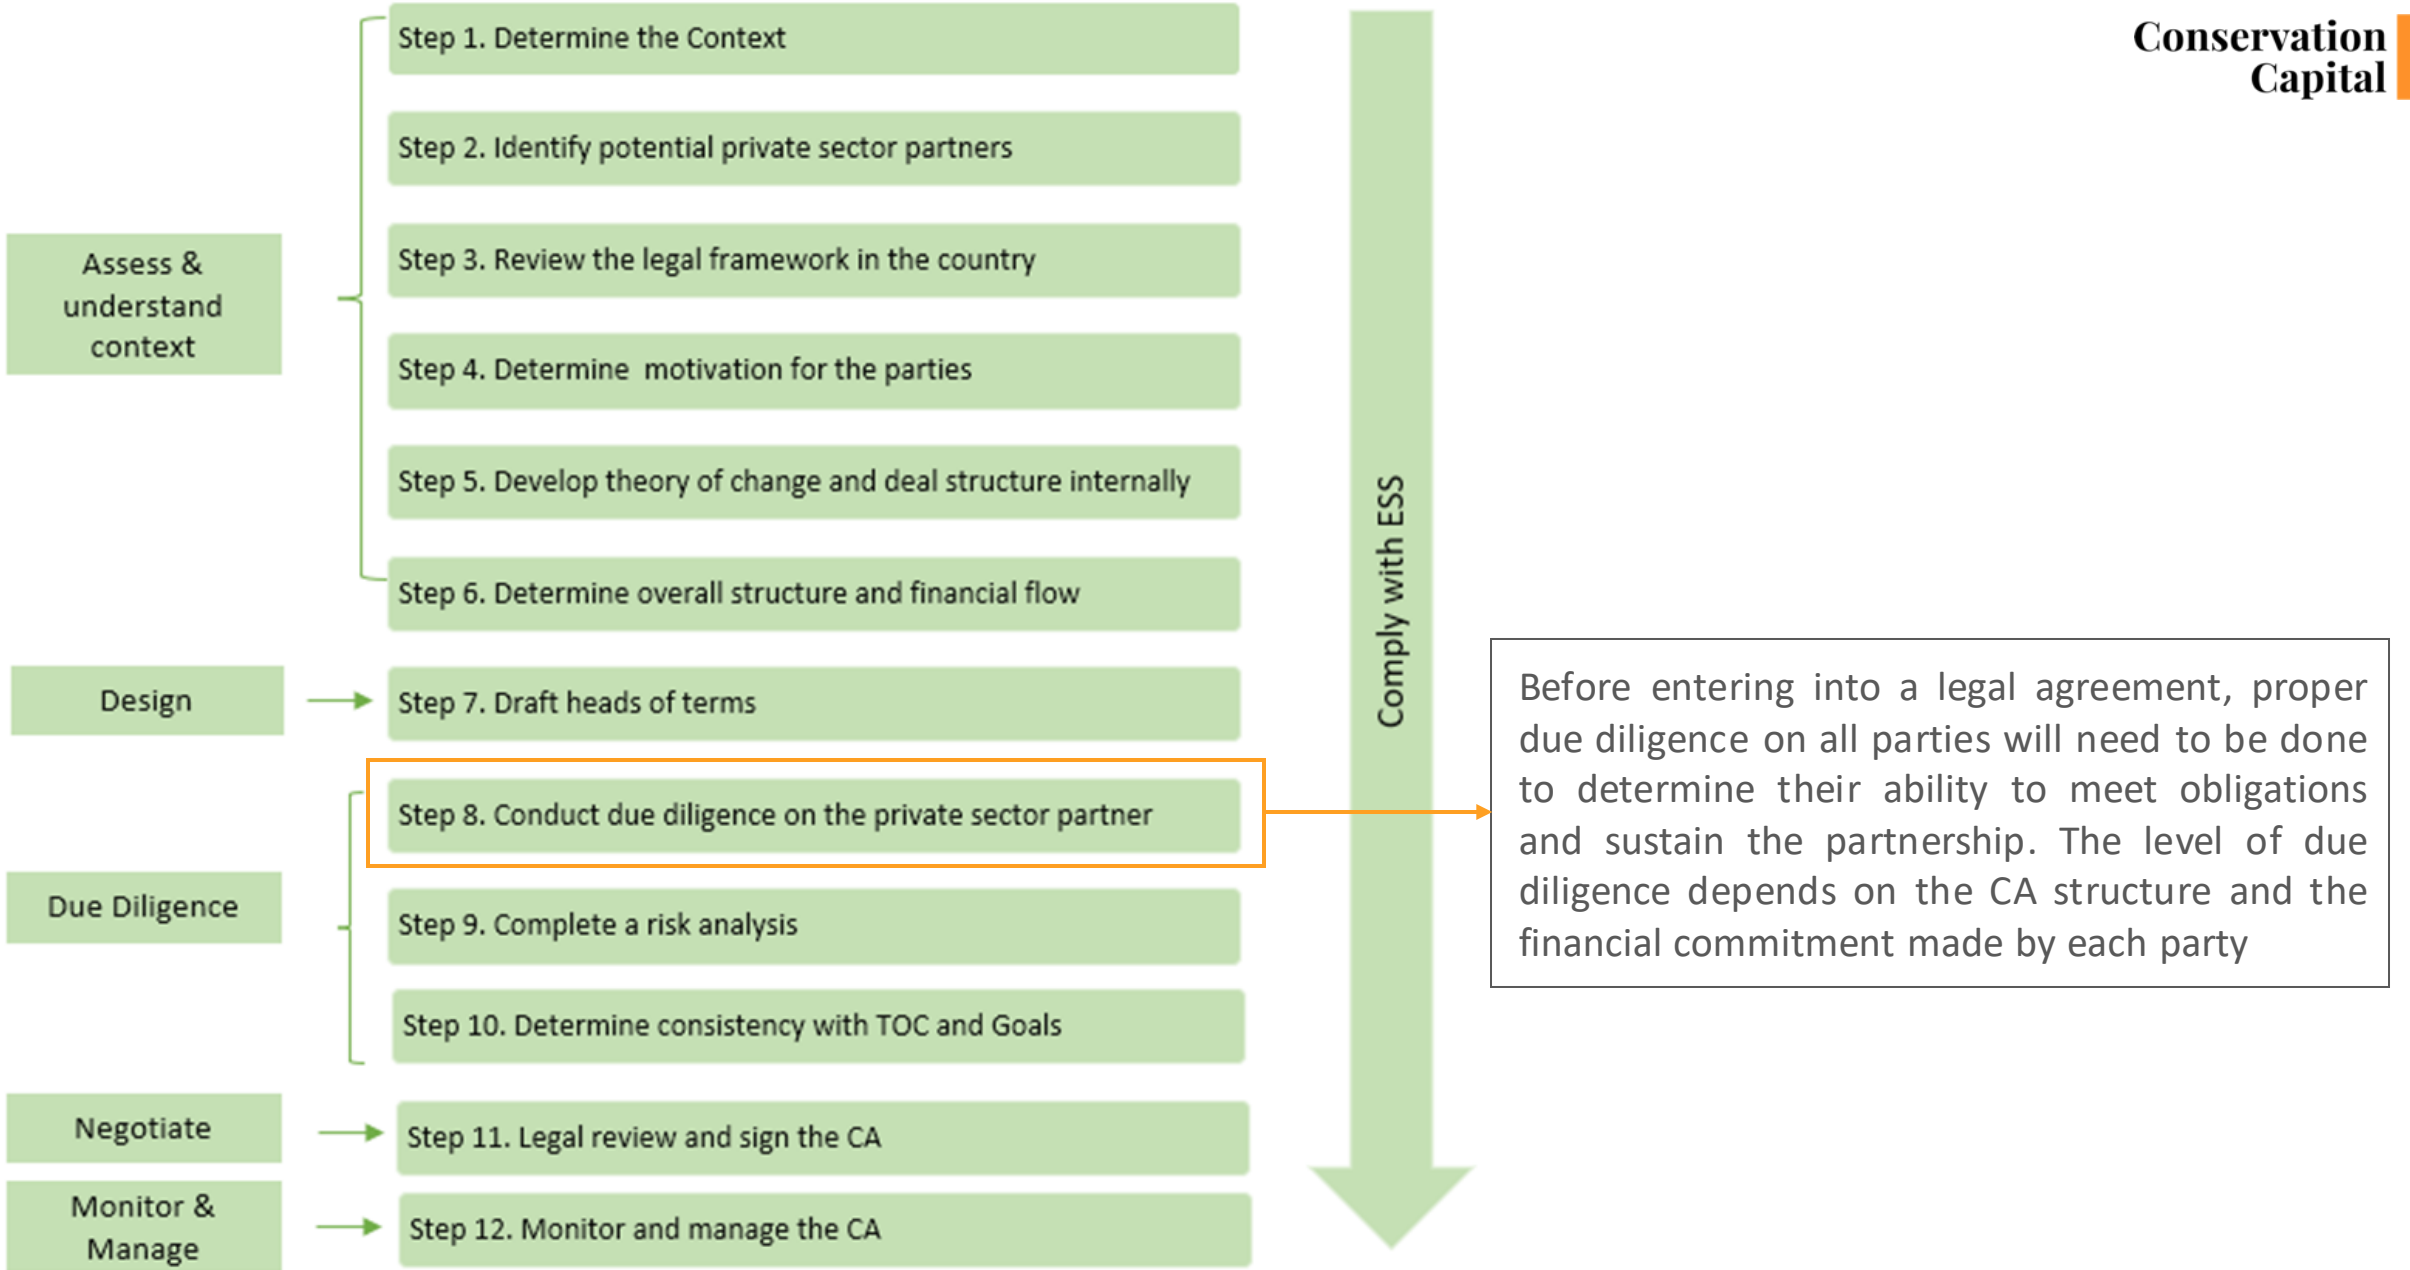 Conservation
Capital
Assess &
understand
context
Step 1. Determine the Context
Step 2. Identify potential private sector partners
Step 3. Review the legal framework in the country
Step 4. Determine  motivation for the parties
Step 5. Develop theory of change and deal structure internally
Step 6. Determine overall structure and financial flow
Design
Step 7. Draft heads of terms
Due Diligence
Step 8. Conduct due diligence on the private sector partner
Step 9. Complete a risk analysis
Step 10. Determine consistency with TOC and Goals
Negotiate
Step 11. Legal review and sign the CA
Monitor &
Manage
Step 12. Monitor and manage the CA
Comply with ESS
Before entering into a legal agreement, proper
due diligence on all parties will need to be done
to determine their ability to meet obligations
and sustain the partnership. The level of due
diligence depends on the CA structure and the
financial commitment made by each party